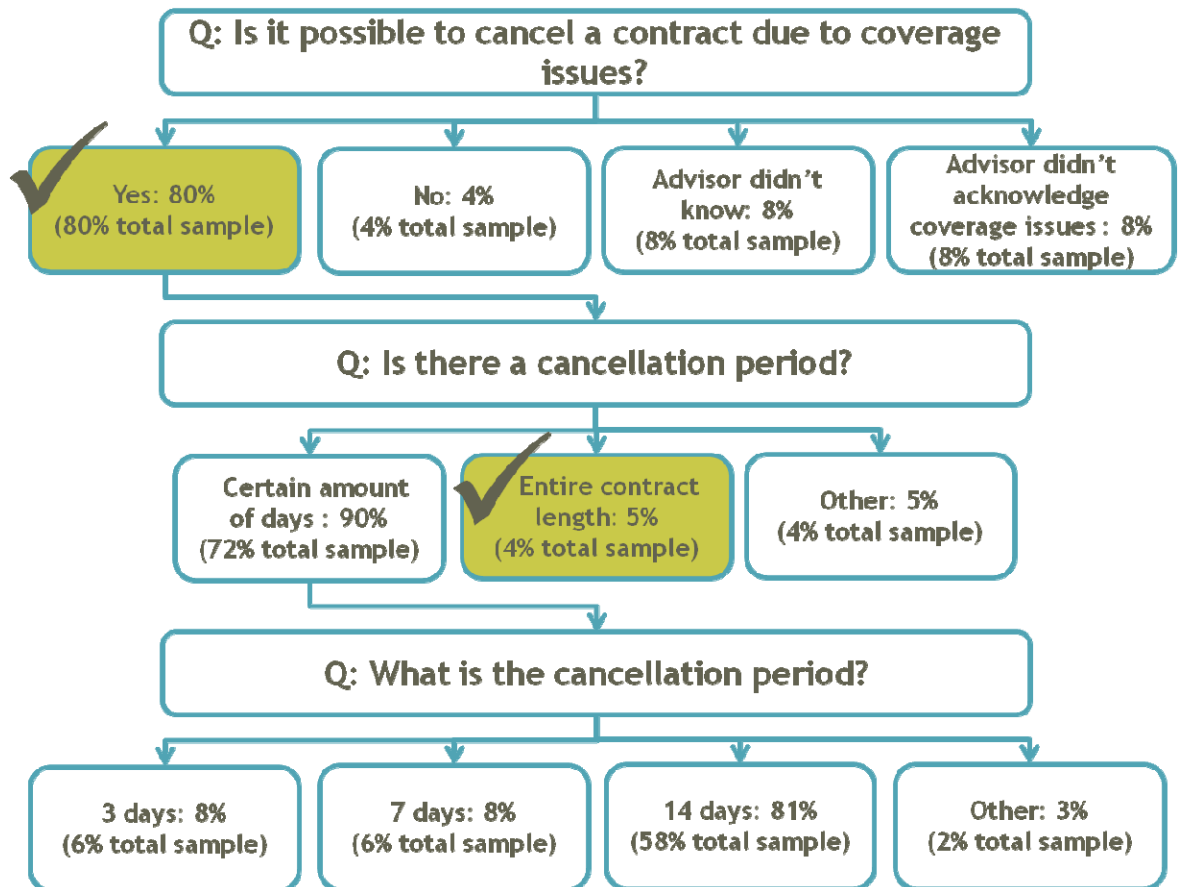 Q: Is it possible to cancel a contract due to coverage
issues?
Yes: 80%
(80% total sample)
No: 4%
(4% total sample)
Advisor didn't
know: 8%
(8% total sample)
Advisor didn't
acknowledge
coverage issues : 8%
(8% total sample)
Q: Is there a cancellation period?
Certain amount
of days : 90%
(72% total sample)
Entire contract
length: 5%
(4% total sample)
Other: 5%
(4% total sample)
Q: What is the cancellation period?
3 days: 8%
(6% total sample)
7 days: 8%
(6% total sample)
14 days: 81%
(58% total sample)
Other: 3%
(2% total sample)